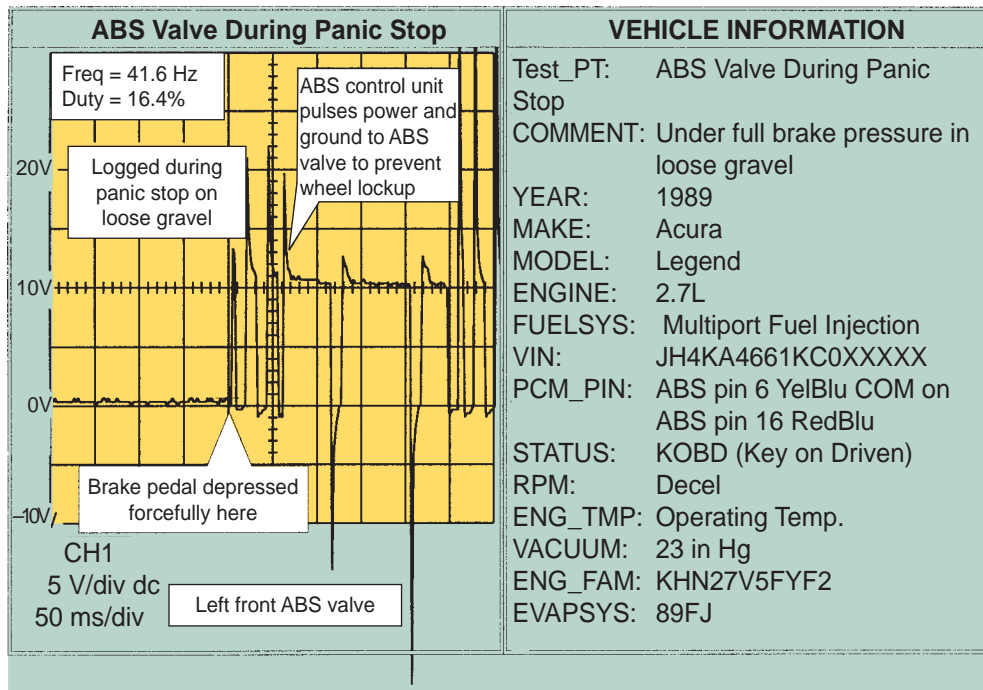 ABS Valve During Panic Stop
Freq = 41.6 Hz
Duty = 16.4%
ABS control unit
pulses power and
ground to ABS
valve to prevent
wheel lockup
Logged during
panic stop on
loose gravel
20V
10V
0V
–10V
Brake pedal depressed
forcefully here
CH1
5 V/div dc
50 ms/div
Left front ABS valve
VEHICLE INFORMATION
Test_PT: ABS Valve During Panic
Stop
COMMENT: Under full brake pressure in
loose gravel
YEAR: 1989
MAKE: Acura
MODEL: Legend
ENGINE: 2.7L
FUELSYS: Multiport Fuel Injection
VIN: JH4KA4661KC0XXXXX
PCM_PIN: ABS pin 6 YelBlu COM on
ABS pin 16 RedBlu
STATUS: KOBD (Key on Driven)
RPM: Decel
ENG_TMP: Operating Temp.
VACUUM: 23 in Hg
ENG_FAM: KHN27V5FYF2
EVAPSYS: 89FJ